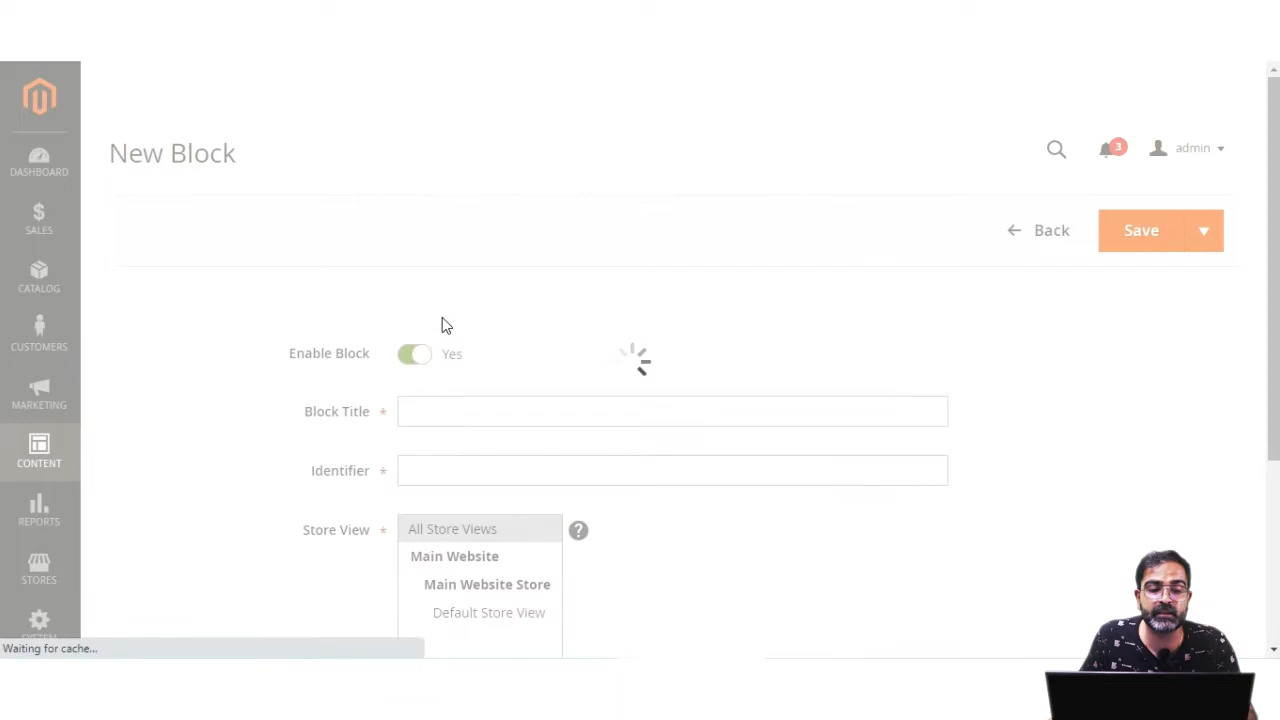 New Block
3
admin
DASHBOARD
SALES
CATALOG
CUSTOMERS
MARKETING
CONTENT
REPORTS
STORES
SYSTEM
Back
Save
Enable Block
Yes
Block Title *
Identifier *
Store View *
All Store Views
?
Main Website
Main Website Store
Default Store View
Waiting for cache...